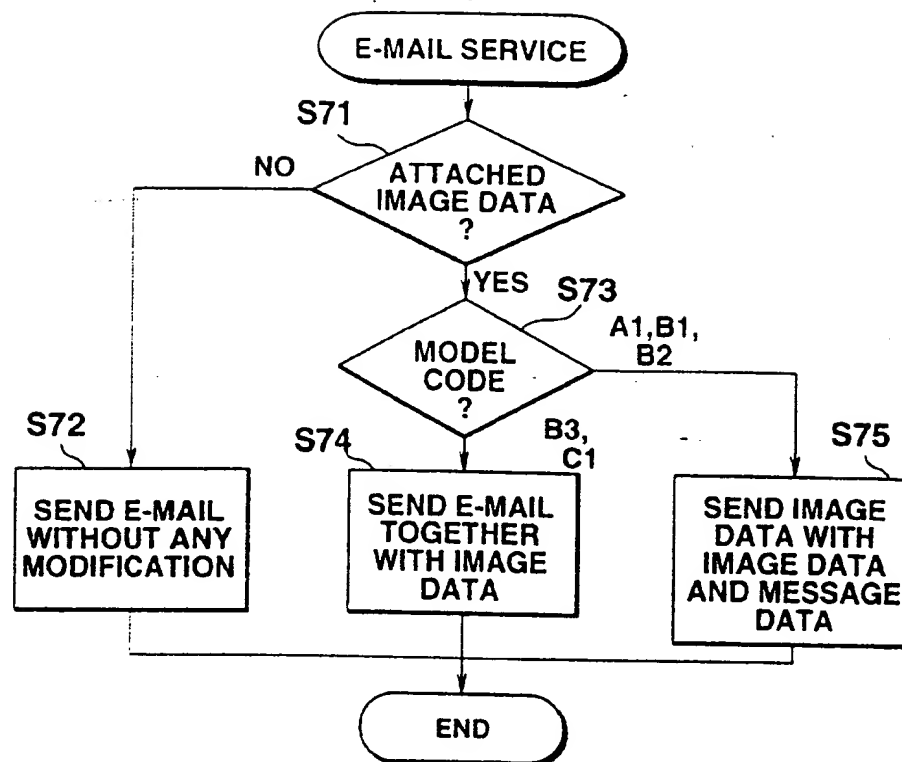 E-MAIL SERVICE
S71
NO
ATTACHED
IMAGE DATA
?
YES
S73
A1,B1,
B2
MODEL
CODE
?
S72
S74
B3,
C1
S75
SEND E-MAIL
WITHOUT ANY
MODIFICATION
SEND E-MAIL
TOGETHER
WITH IMAGE
DATA
SEND IMAGE
DATA WITH
IMAGE DATA
AND MESSAGE
DATA
END